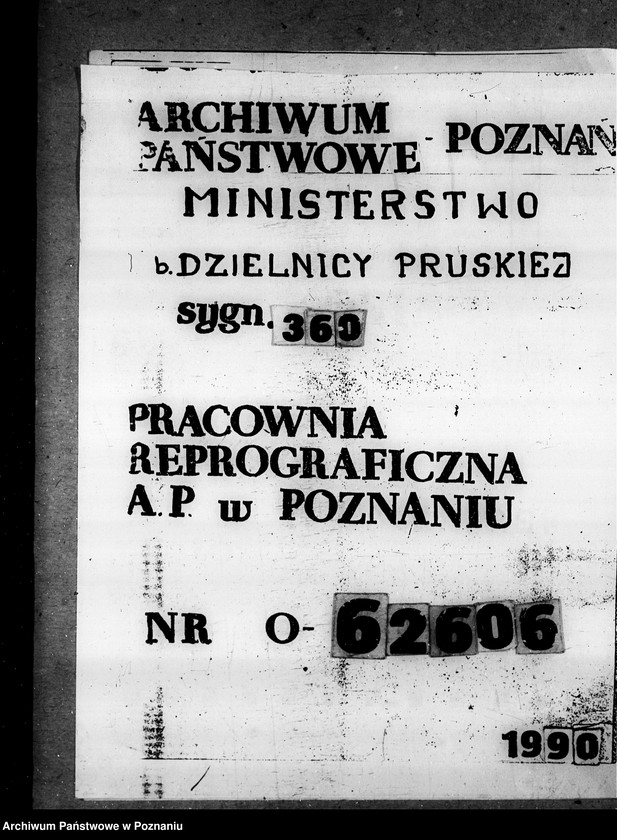 ARCHIWUM
PAŃSTWOWE - POZNAŃ
MINISTERSTWO
b. DZIELNICY PRUSKIEJ
sygn. 360
PRACOWNIA
REPROGRAFICZNA
A. P. w POZNANIU
NR O-62606
1990
Archiwum Państwowe w Poznaniu